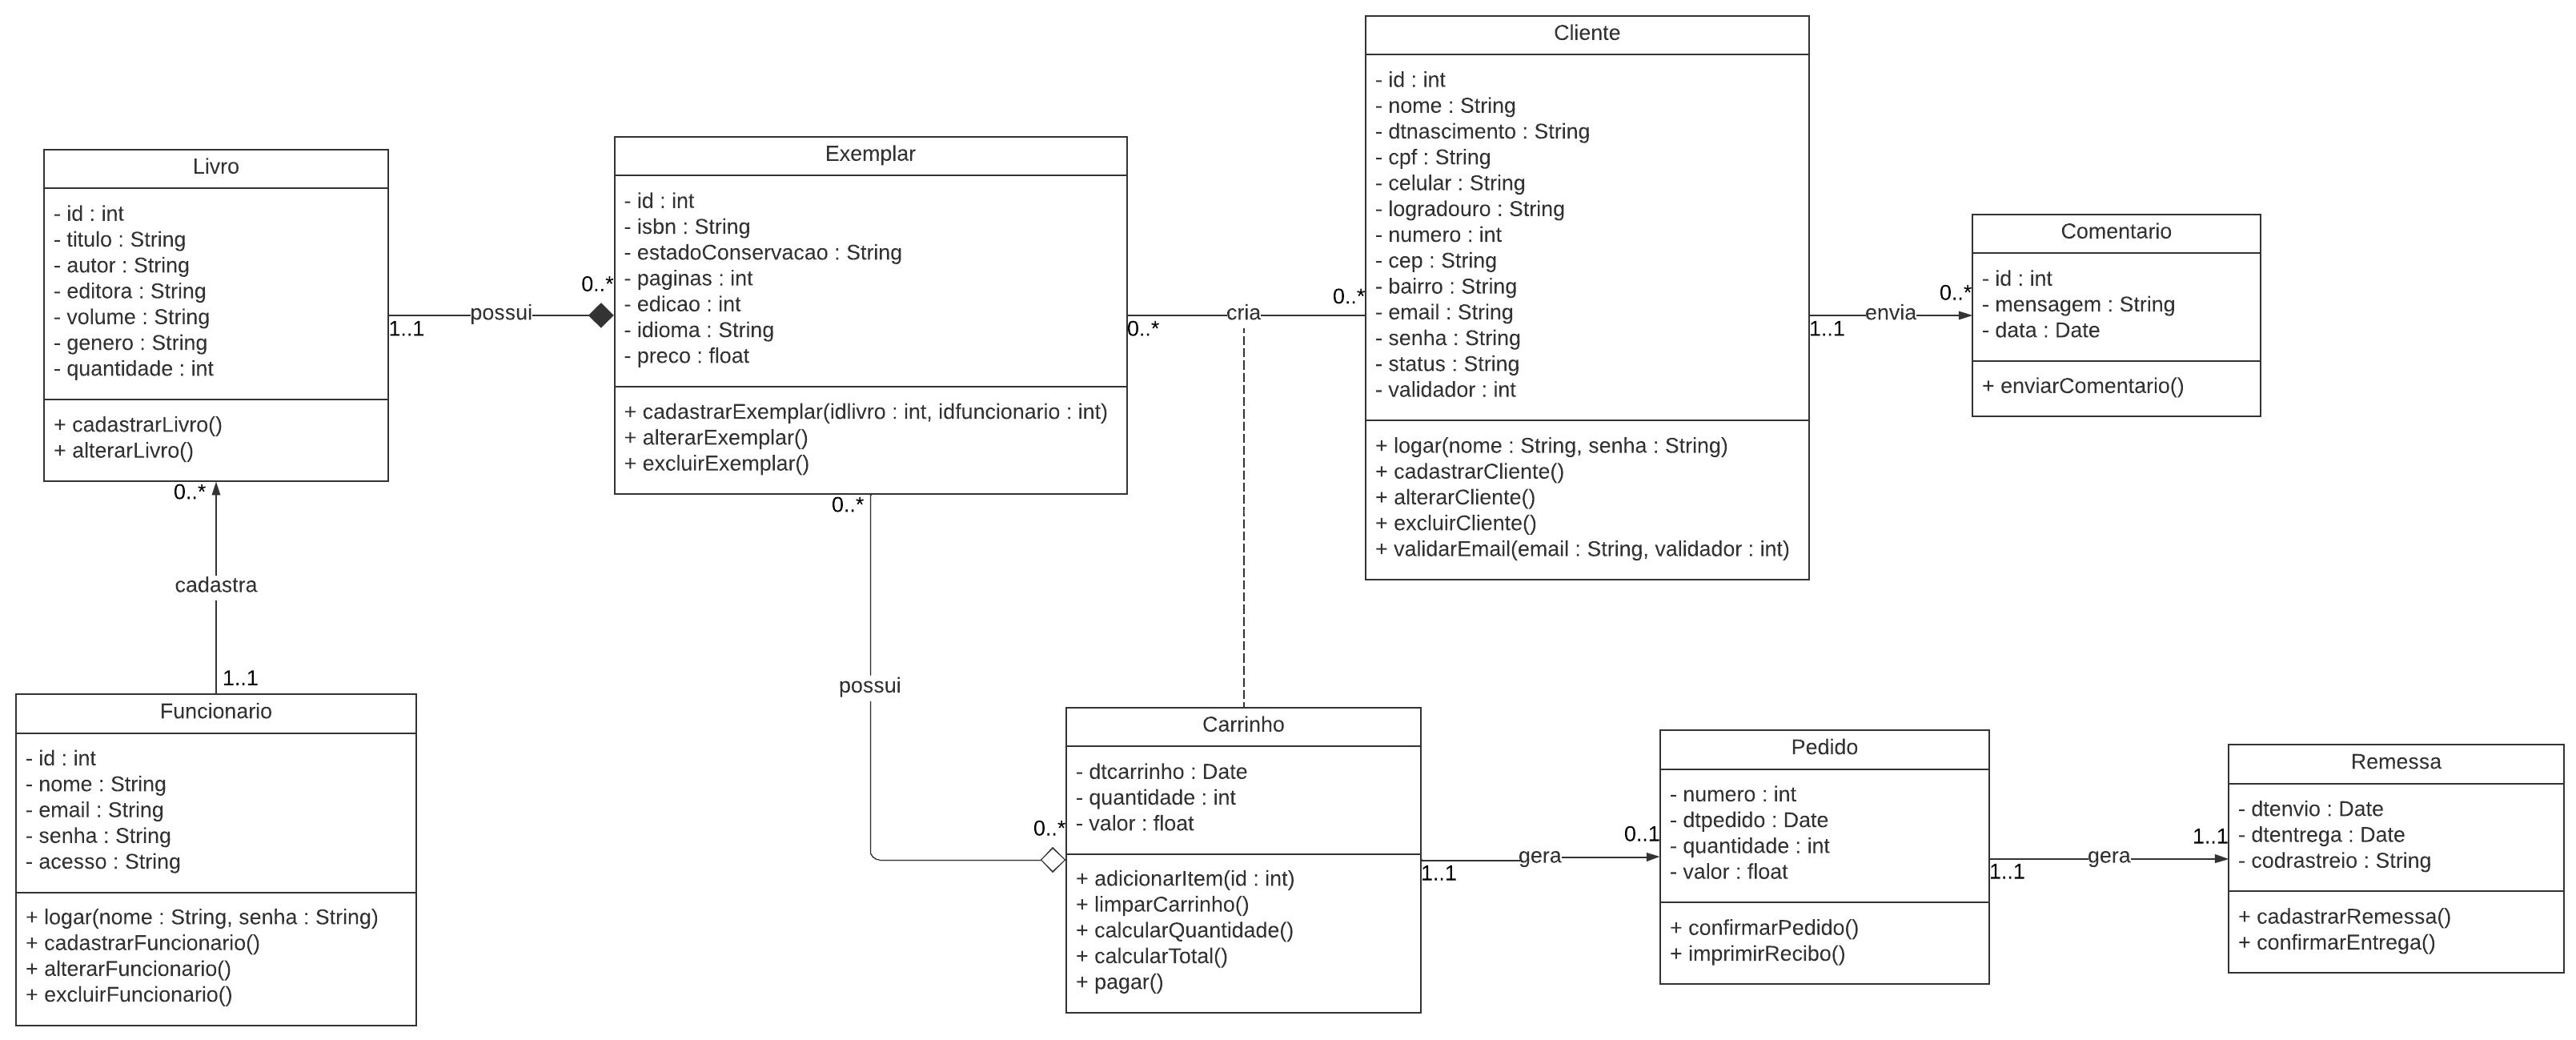 Livro
- id : int
- titulo : String
- autor : String
- editora : String
- volume : String
- genero : String
- quantidade : int
+ cadastrarLivro()
+ alterarLivro()
1..1
possui
0..*
Exemplar
- id : int
- isbn : String
- estadoConservacao : String
- paginas : int
- edicao : int
- idioma : String
- preco : float
+ cadastrarExemplar(idlivro : int, idfuncionario : int)
+ alterarExemplar()
+ excluirExemplar()
0..*
cria
0..*
Cliente
- id : int
- nome : String
- dtnascimento : String
- cpf : String
- celular : String
- logradouro : String
- numero : int
- cep : String
- bairro : String
- email : String
- senha : String
- status : String
- validador : int
+ logar(nome : String, senha : String)
+ cadastrarCliente()
+ alterarCliente()
+ excluirCliente()
+ validarEmail(email : String, validador : int)
1..1
envia
0..*
Comentario
- id : int
- mensagem : String
- data : Date
+ enviarComentario()
0..*
cadastra
1..1
Funcionario
- id : int
- nome : String
- email : String
- senha : String
- acesso : String
+ logar(nome : String, senha : String)
+ cadastrarFuncionario()
+ alterarFuncionario()
+ excluirFuncionario()
0..*
possui
0..*
Carrinho
- dtcarrinho : Date
- quantidade : int
- valor : float
+ adicionarItem(id : int)
+ limparCarrinho()
+ calcularQuantidade()
+ calcularTotal()
+ pagar()
1..1
gera
0..1
Pedido
- numero : int
- dtpedido : Date
- quantidade : int
- valor : float
+ confirmarPedido()
+ imprimirRecibo()
1..1
gera
1..1
Remessa
- dtenvio : Date
- dtentrega : Date
- codrastreio : String
+ cadastrarRemessa()
+ confirmarEntrega()